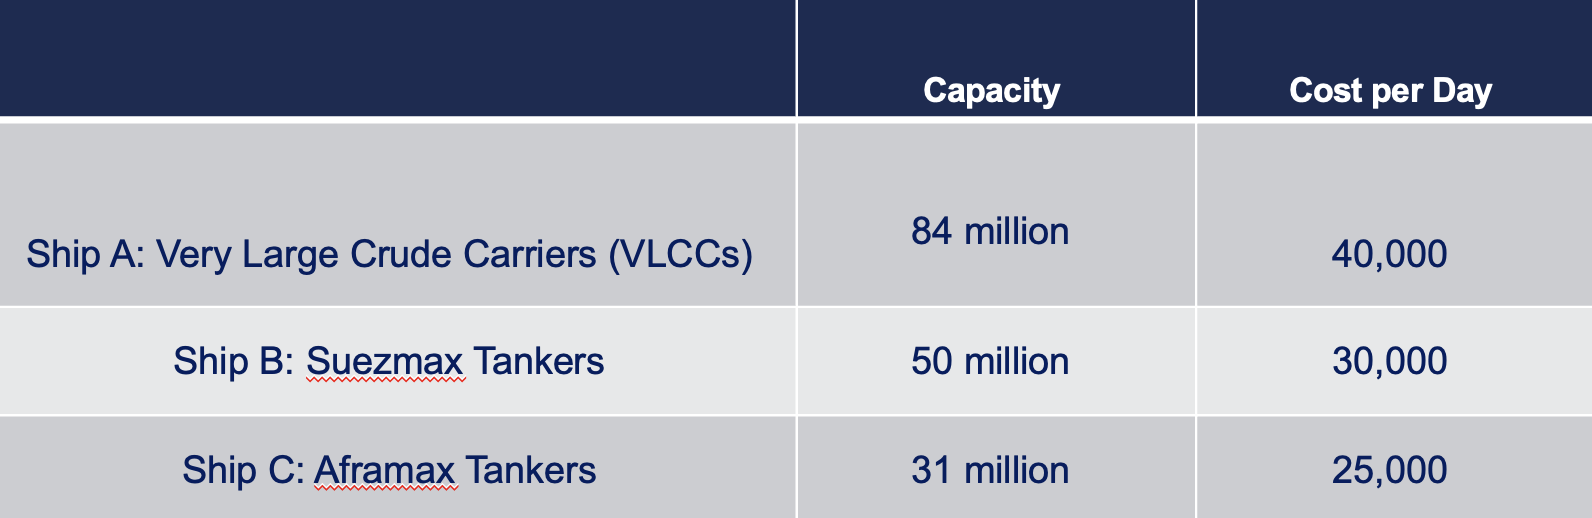 Capacity Cost per Day
Ship A: Very Large Crude Carriers (VLCCs) 84 million 40,000
Ship B: Suezmax Tankers 50 million 30,000
Ship C: Aframax Tankers 31 million 25,000